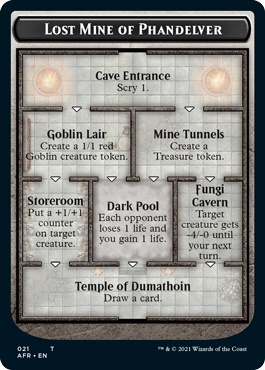 LOST MINE OF PHANDELVER
Cave Entrance
Scry 1.
Goblin Lair
Create a 1/1 red
Goblin creature token.
Mine Tunnels
Create a
Treasure token.
Storeroom
Put a +1/+1
counter
on target
creature.
Dark Pool
Each opponent
loses 1 life and
you gain 1 life.
Fungi
Cavern
Target
creature gets
-4/-0 until
your next
turn.
Temple of Dumathoin
Draw a card.
021 T
AFR • EN
™ & © 2021 Wizards of the Coast